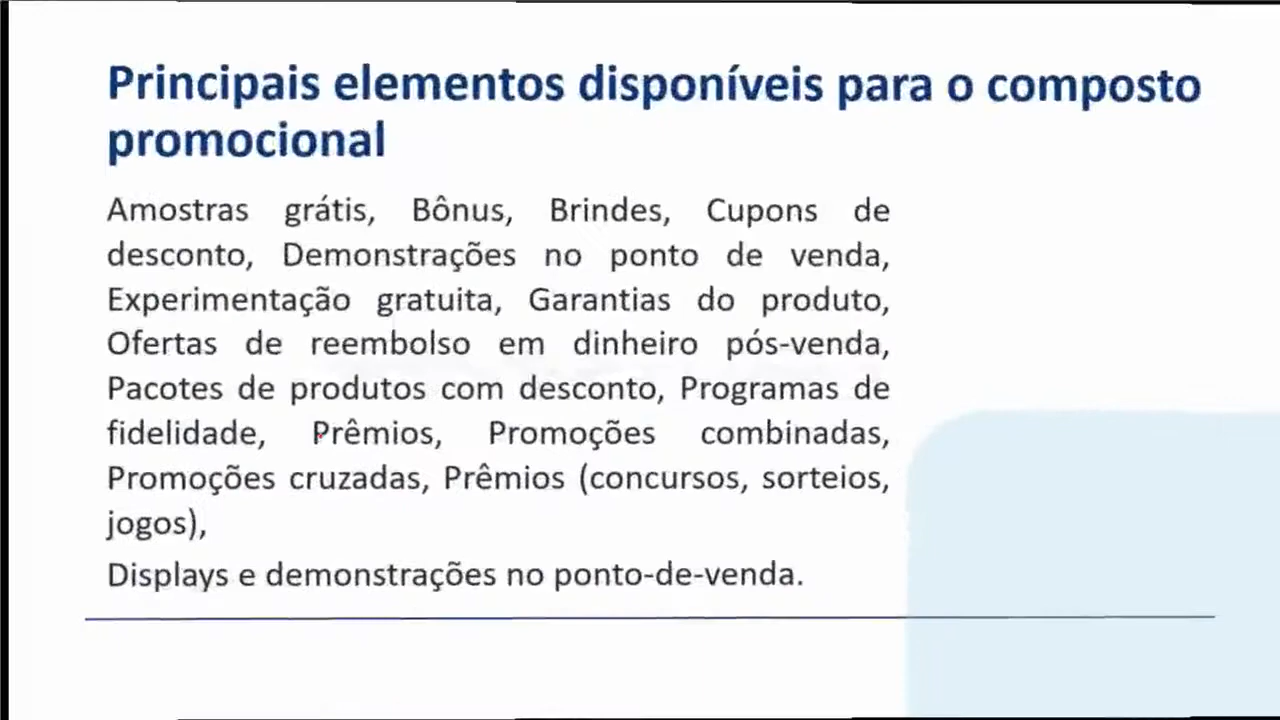 Principais elementos disponíveis para o composto
promocional
Amostras grátis, Bônus, Brindes, Cupons de
desconto, Demonstrações no ponto de venda,
Experimentação gratuita, Garantias do produto,
Ofertas de reembolso em dinheiro pós-venda,
Pacotes de produtos com desconto, Programas de
fidelidade, Prêmios, Promoções combinadas,
Promoções cruzadas, Prêmios (concursos, sorteios,
jogos),
Displays e demonstrações no ponto-de-venda.